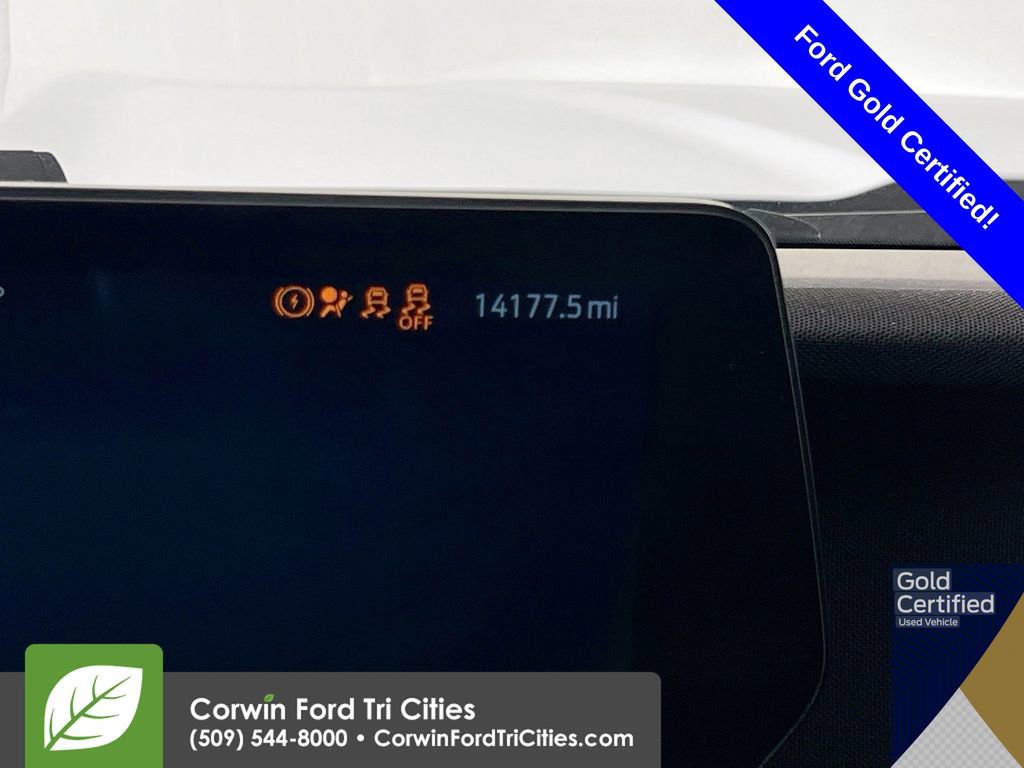 Ford Gold Certified!
14177.5 mi
OFF
Gold
Certified
Used Vehicle
Corwin Ford Tri Cities
(509) 544-8000 • CorwinFordTriCities.com